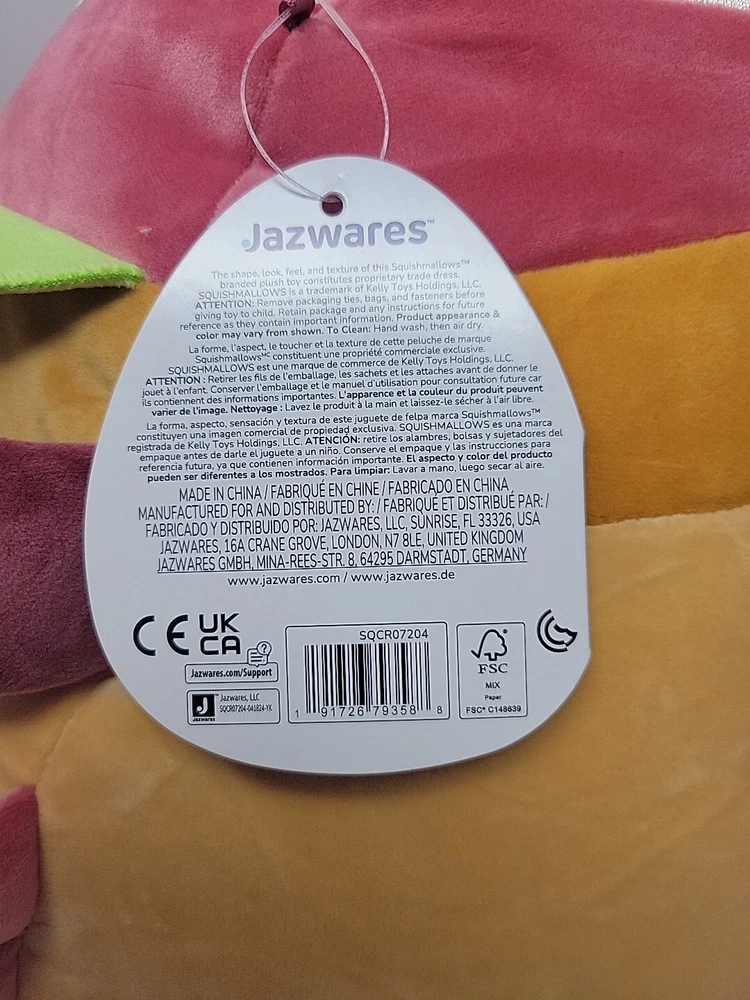 Jazwares™
The shape, look, feel, and texture of this Squishmallows™
branded plush toy constitutes proprietary trade dress.
SQUISHMALLOWS is a trademark of Kelly Toys Holdings, LLC.
ATTENTION: Remove packaging ties, bags, and fasteners before
giving toy to child. Retain package and any instructions for future
reference as they contain important information. Product appearance &
color may vary from shown. To Clean: Hand wash, then air dry.
La forme, l'aspect, le toucher et la texture de cette peluche de marque
Squishmallows MC constituent une propriété commerciale exclusive.
SQUISHMALLOWS est une marque de commerce de Kelly Toys Holdings, LLC.
ATTENTION : Retirer les fils de l'emballage, les sachets et les attaches avant de donner le
jouet à l'enfant. Conserver l'emballage et le manuel d'utilisation pour consultation future car
ils contiennent des informations importantes. L'apparence et la couleur du produit peuvent
varier de l'image. Nettoyage : Lavez le produit à la main et laissez-le sécher à l'air libre.
La forma, aspecto, sensación y textura de este juguete de felpa marca Squishmallows™
constituyen una imagen comercial de propiedad exclusiva. SQUISHMALLOWS es una marca
registrada de Kelly Toys Holdings, LLC. ATENCIÓN: retire los alambres, bolsas y sujetadores del
empaque antes de darle el juguete a un niño. Conserve el empaque y las instrucciones para
referencia futura, ya que contienen información importante. El aspecto y color del producto
pueden ser diferentes a los mostrados. Para limpiar: Lavar a mano, luego secar al aire.
MADE IN CHINA / FABRIQUÉ EN CHINE / FABRICADO EN CHINA
MANUFACTURED FOR AND DISTRIBUTED BY: / FABRIQUÉ ET DISTRIBUÉ PAR: /
FABRICADO Y DISTRIBUIDO POR: JAZWARES, LLC, SUNRISE, FL 33326, USA
JAZWARES, 16A CRANE GROVE, LONDON, N7 8LE, UNITED KINGDOM
JAZWARES GMBH, MINA-REES-STR. 8, 64295 DARMSTADT, GERMANY
www.jazwares.com / www.jazwares.de
CE
UK
CA
?
Jazwares.com/Support
J
Jazwares
Jazwares, LLC
SQCR07204-041824-YK
SQCR07204
1 91726 79358 8
FSC
MIX
Paper
FSC® C148639